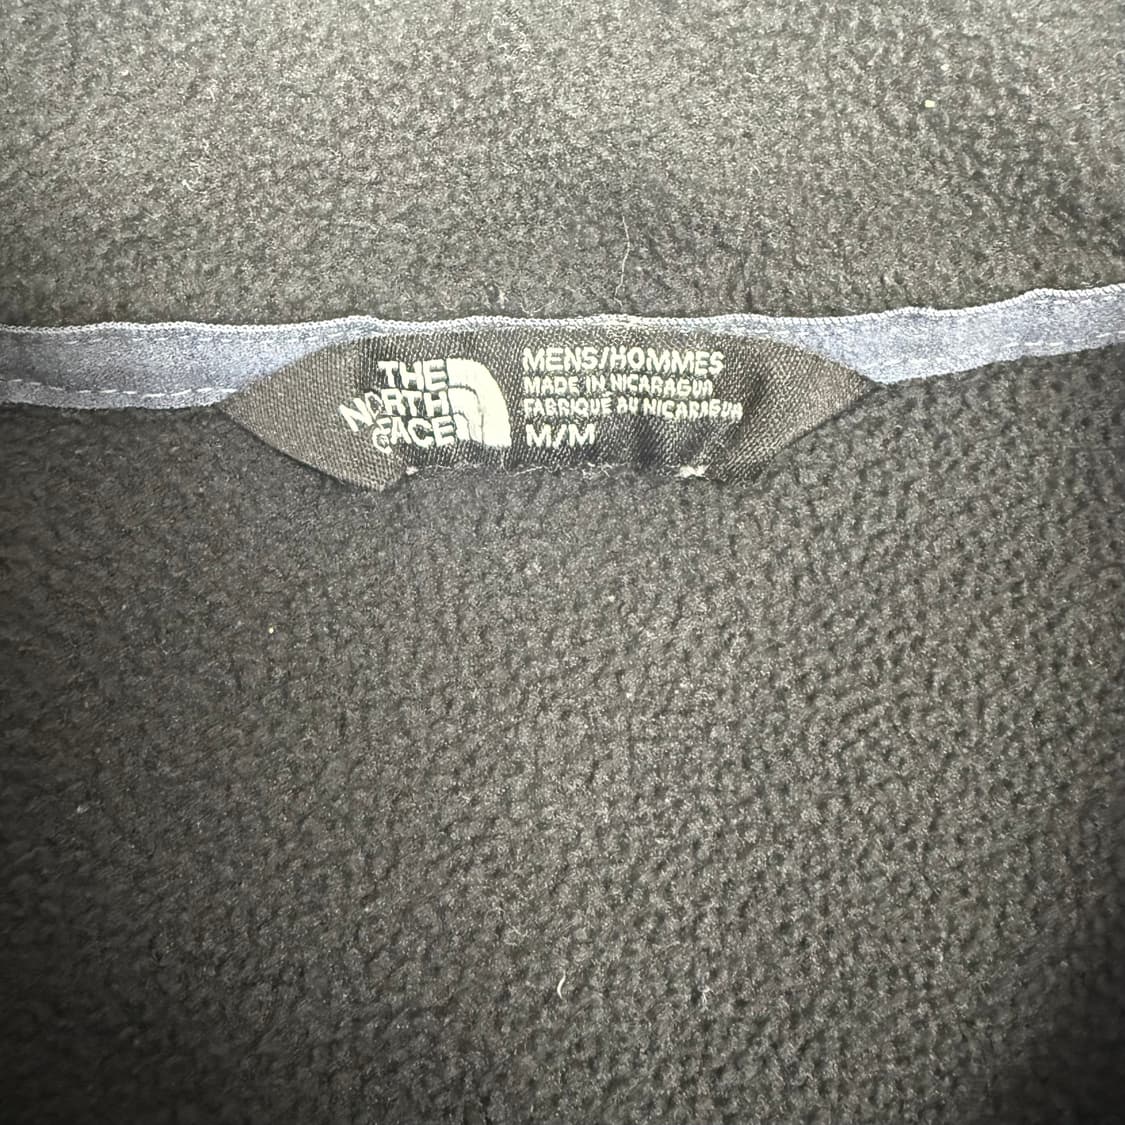 THE
NORTH
FACE
MENS/HOMMES
MADE IN NICARAGUA
FABRIQUÉ AU NICARAGUA
M/M